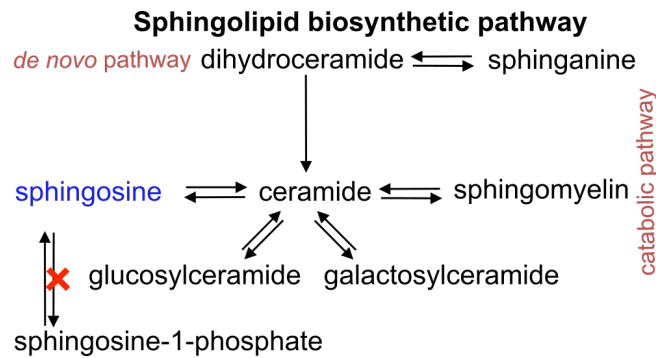 Sphingolipid biosynthetic pathway
de novo pathway dihydroceramide sphinganine
sphingosine ceramide sphingomyelin
catabolic pathway
glucosylceramide galactosylceramide
sphingosine-1-phosphate